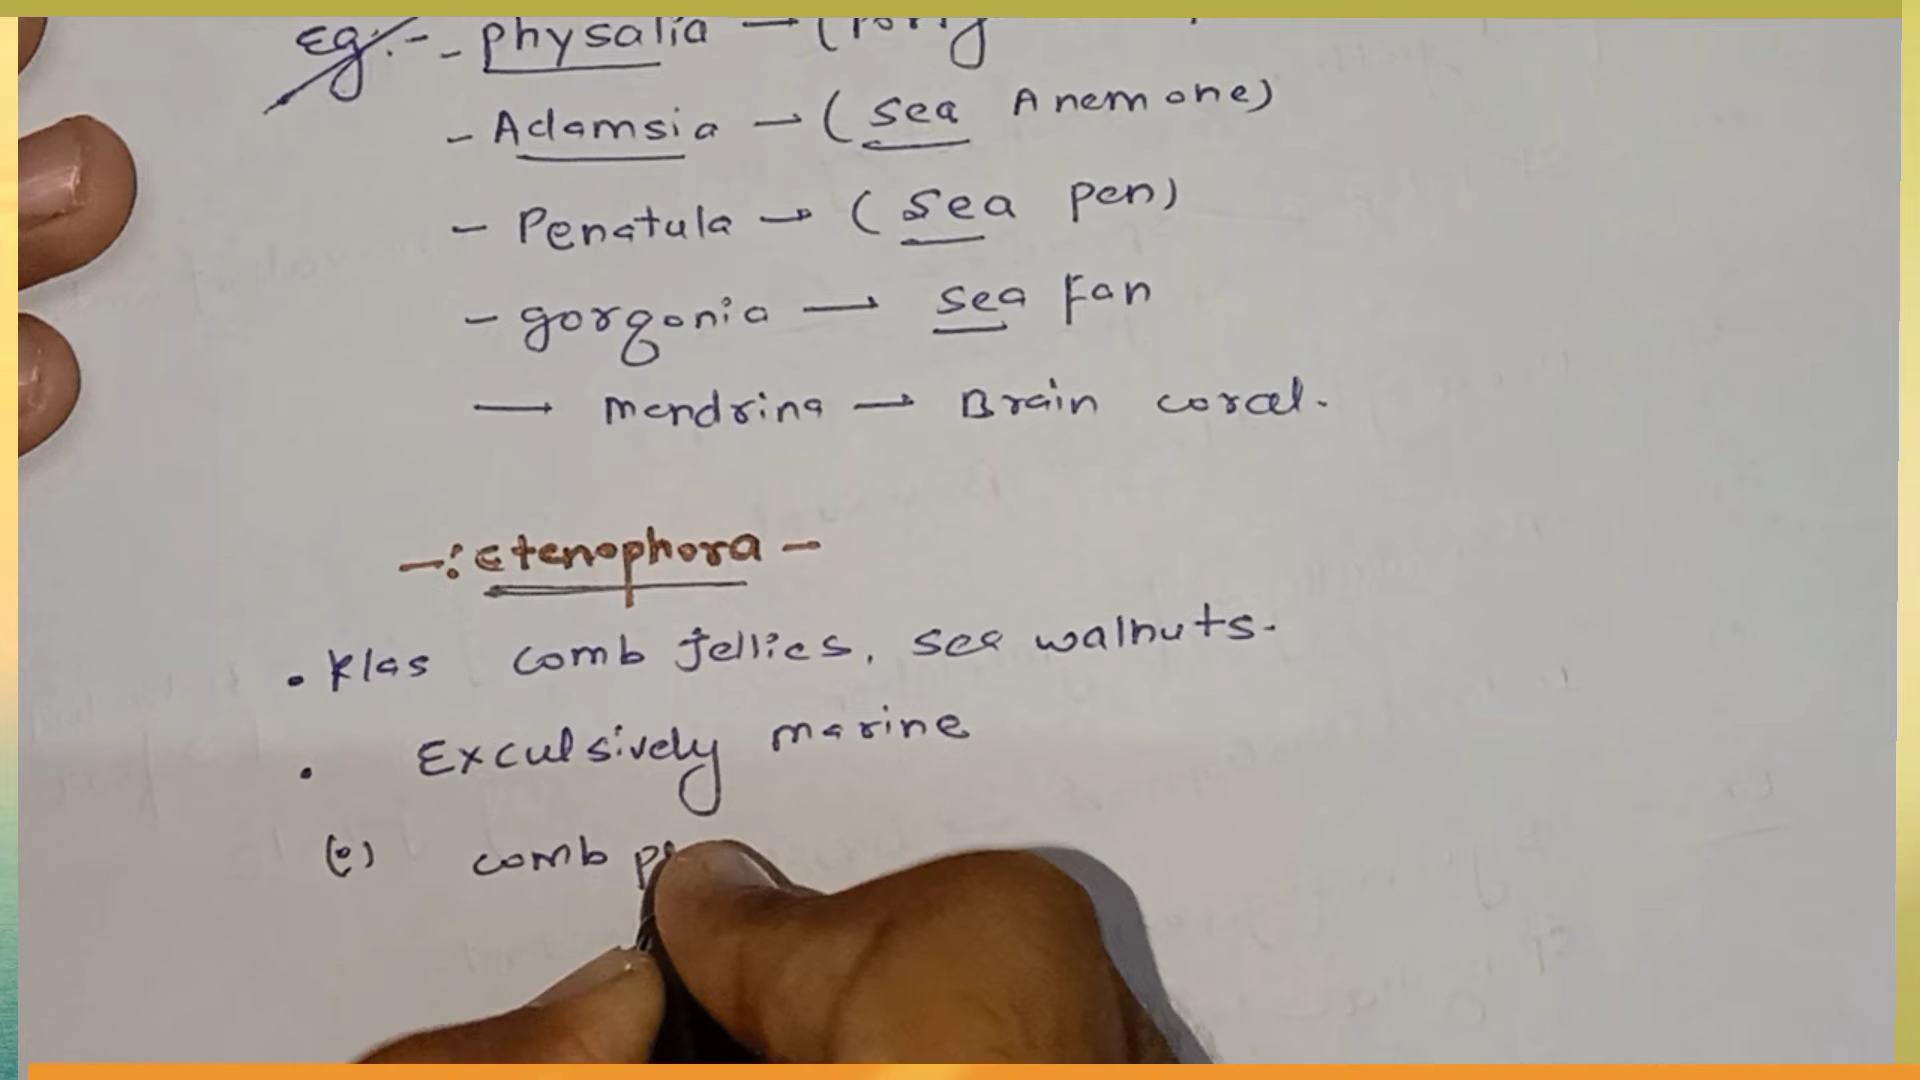 Eg:- - Physalia → (
- Adamsia → (sea Anemone)
- Penatula → (sea pen)
- gorgonia → sea Fan
→ mendrina → Brain coral.
-: ctenophora -
• klas comb jellies, sea walnuts.
• Exculsively marine
(e) comb